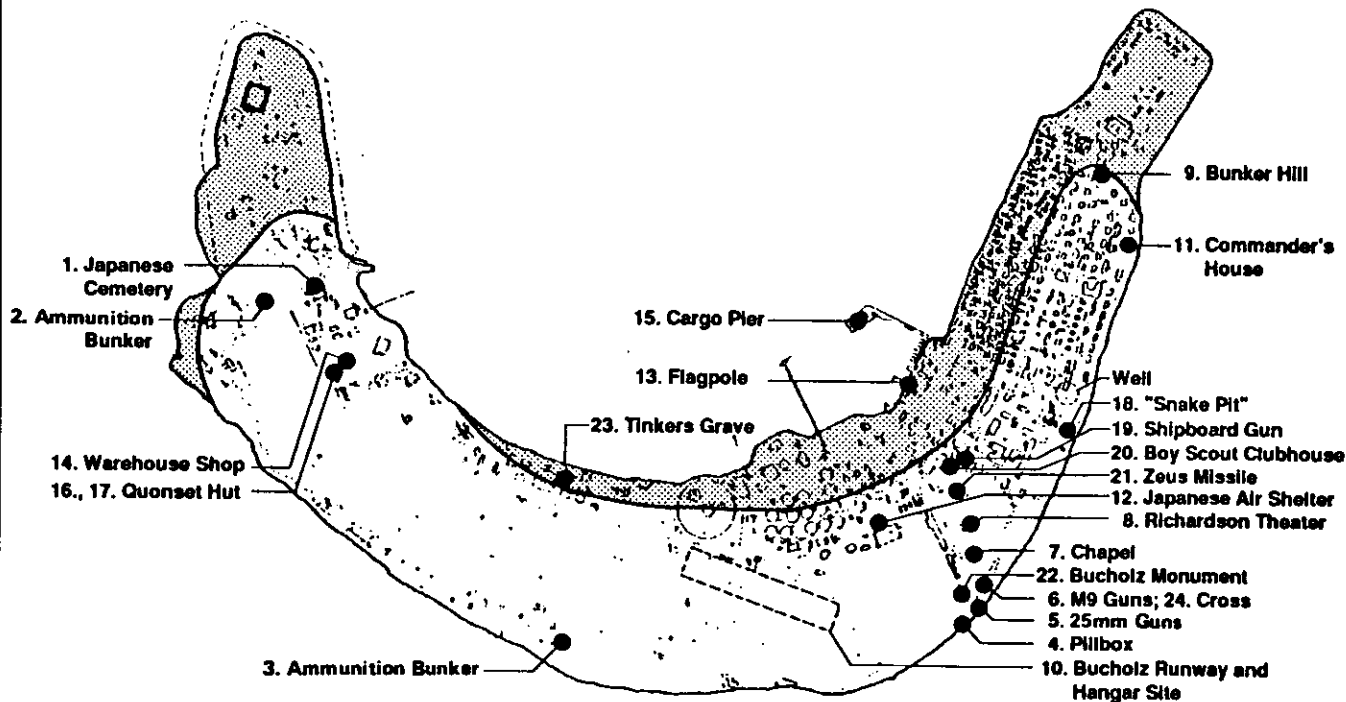 9. Bunker Hill
11. Commander's
House
1. Japanese
Cemetery
2. Ammunition
Bunker
15. Cargo Pier
13. Flagpole
Well
18. "Snake Pit"
23. Tinkers Grave
19. Shipboard Gun
20. Boy Scout Clubhouse
14. Warehouse Shop
21. Zeus Missile
16., 17. Quonset Hut
12. Japanese Air Shelter
8. Richardson Theater
7. Chapel
22. Bucholz Monument
6. M9 Guns; 24. Cross
5. 25mm Guns
4. Pillbox
3. Ammunition Bunker
10. Bucholz Runway and
Hangar Site